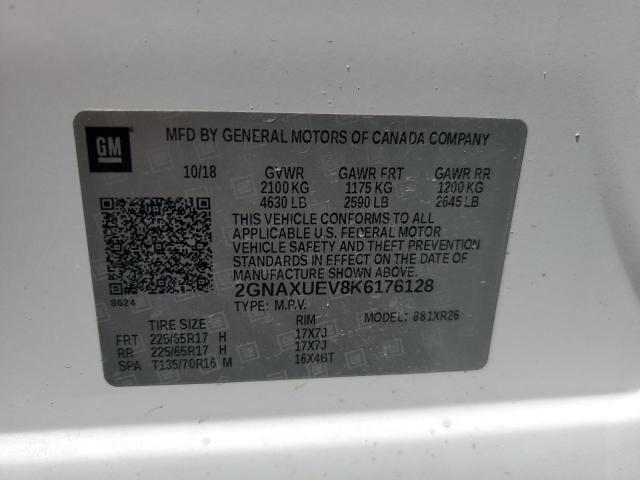 GM
MFD BY GENERAL MOTORS OF CANADA COMPANY
10/18 GVWR GAWR FRT GAWR RR
2100 KG 1175 KG 1200 KG
4630 LB 2590 LB 2645 LB
THIS VEHICLE CONFORMS TO ALL
APPLICABLE U.S. FEDERAL MOTOR
VEHICLE SAFETY AND THEFT PREVENTION
STANDARDS IN EFFECT ON THE DATE OF
MANUFACTURE SHOWN ABOVE.
8624
2GNAXUEV8K6176128
TYPE: M.P.V. MODEL: 881XR26
TIRE SIZE RIM
FRT 225/65R17 H 17X7J
RR 225/65R17 H 17X7J
SPA T135/70R16 M 16X4BT